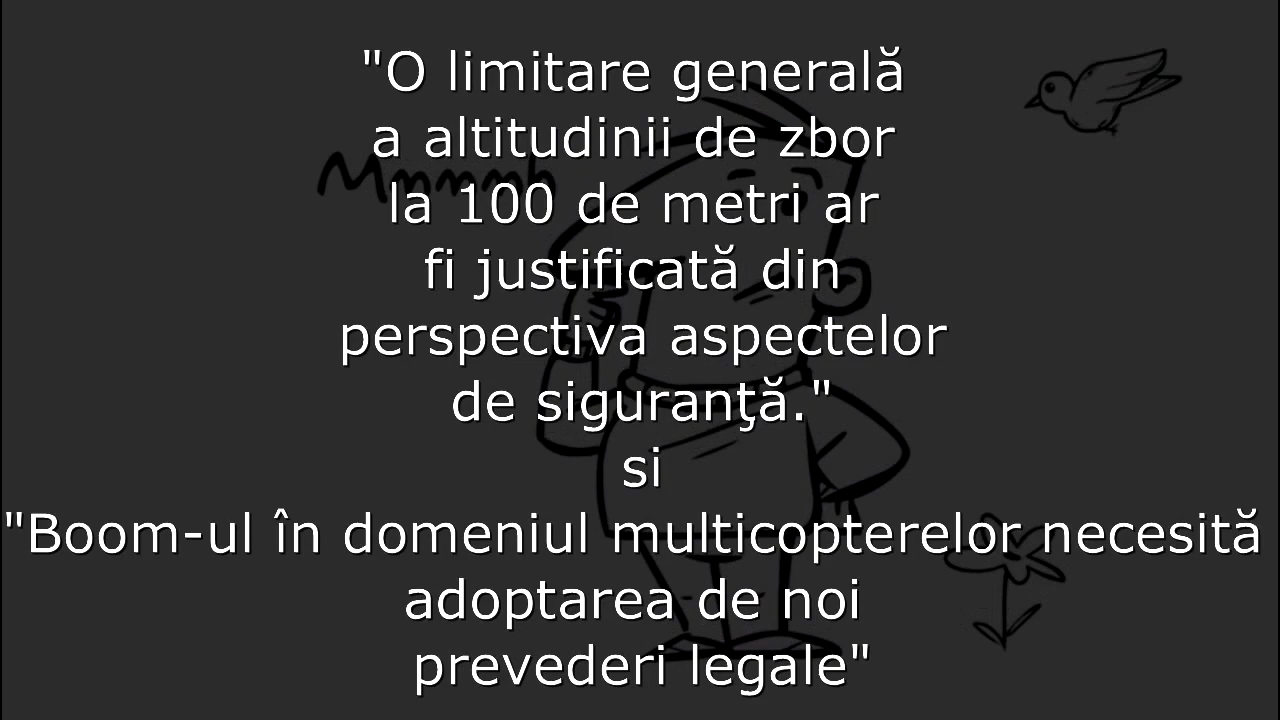 "O limitare generală
a altitudinii de zbor
Mnnnh
la 100 de metri ar
fi justificată din
perspectiva aspectelor
de siguranţă."
si
"Boom-ul în domeniul multicopterelor necesită
adoptarea de noi
prevederi legale"